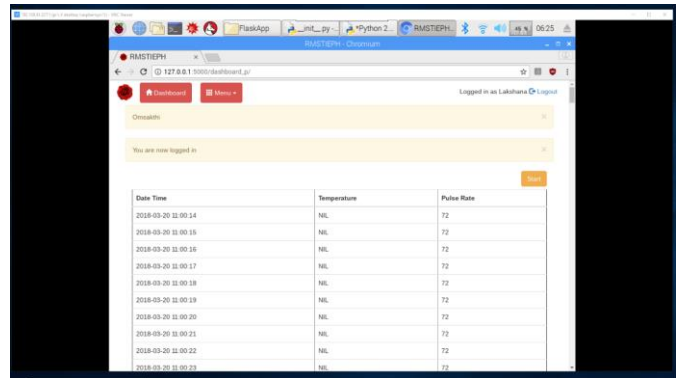 FlaskApp __init__.py -... *Python 2... RMSTIEPH... 06:25
RMSTIEPH - Chromium
RMSTIEPH
127.0.0.1:5000/dashboard_p/
Dashboard Menu Logged in as Lakshana Logout
Omsakthi
You are now logged in
Start
Date Time Temperature Pulse Rate
2018-03-20 11:00:14 NIL 72
2018-03-20 11:00:15 NIL 72
2018-03-20 11:00:16 NIL 72
2018-03-20 11:00:17 NIL 72
2018-03-20 11:00:18 NIL 72
2018-03-20 11:00:19 NIL 72
2018-03-20 11:00:20 NIL 72
2018-03-20 11:00:21 NIL 72
2018-03-20 11:00:22 NIL 72
2018-03-20 11:00:23 NIL 72